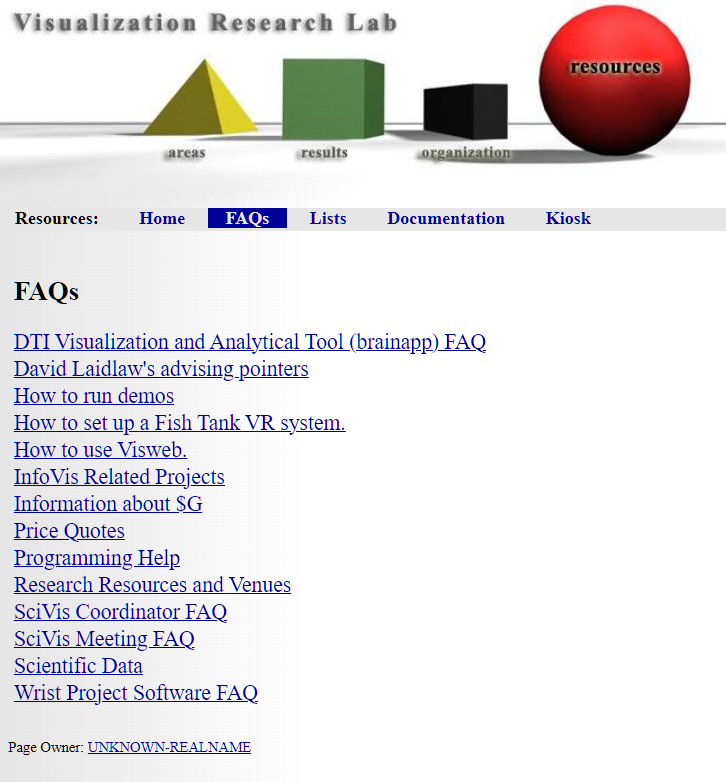 Visualization Research Lab
resources
areas results organization
Resources: Home FAQs Lists Documentation Kiosk
FAQs
DTI Visualization and Analytical Tool (brainapp) FAQ
David Laidlaw's advising pointers
How to run demos
How to set up a Fish Tank VR system.
How to use Visweb.
InfoVis Related Projects
Information about $G
Price Quotes
Programming Help
Research Resources and Venues
SciVis Coordinator FAQ
SciVis Meeting FAQ
Scientific Data
Wrist Project Software FAQ
Page Owner: UNKNOWN-REALNAME